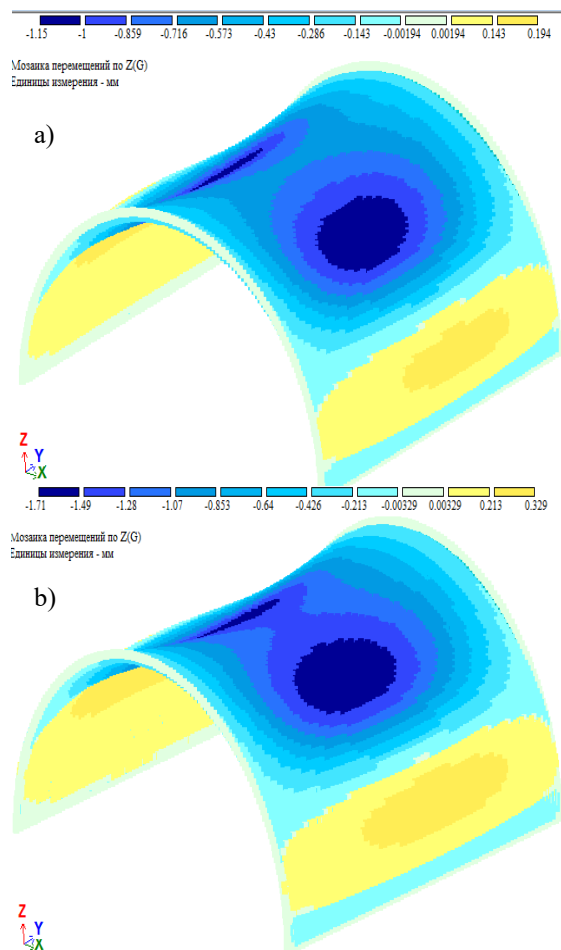 -1.15 -1 -0.859 -0.716 -0.573 -0.43 -0.286 -0.143 -0.00194 0.00194 0.143 0.194
Мозаика перемещений по Z(G)
Единицы измерения - мм
a)
Z
Y
X
-1.71 -1.49 -1.28 -1.07 -0.853 -0.64 -0.426 -0.213 -0.00329 0.00329 0.213 0.329
Мозаика перемещений по Z(G)
Единицы измерения - мм
b)
Z
Y
X